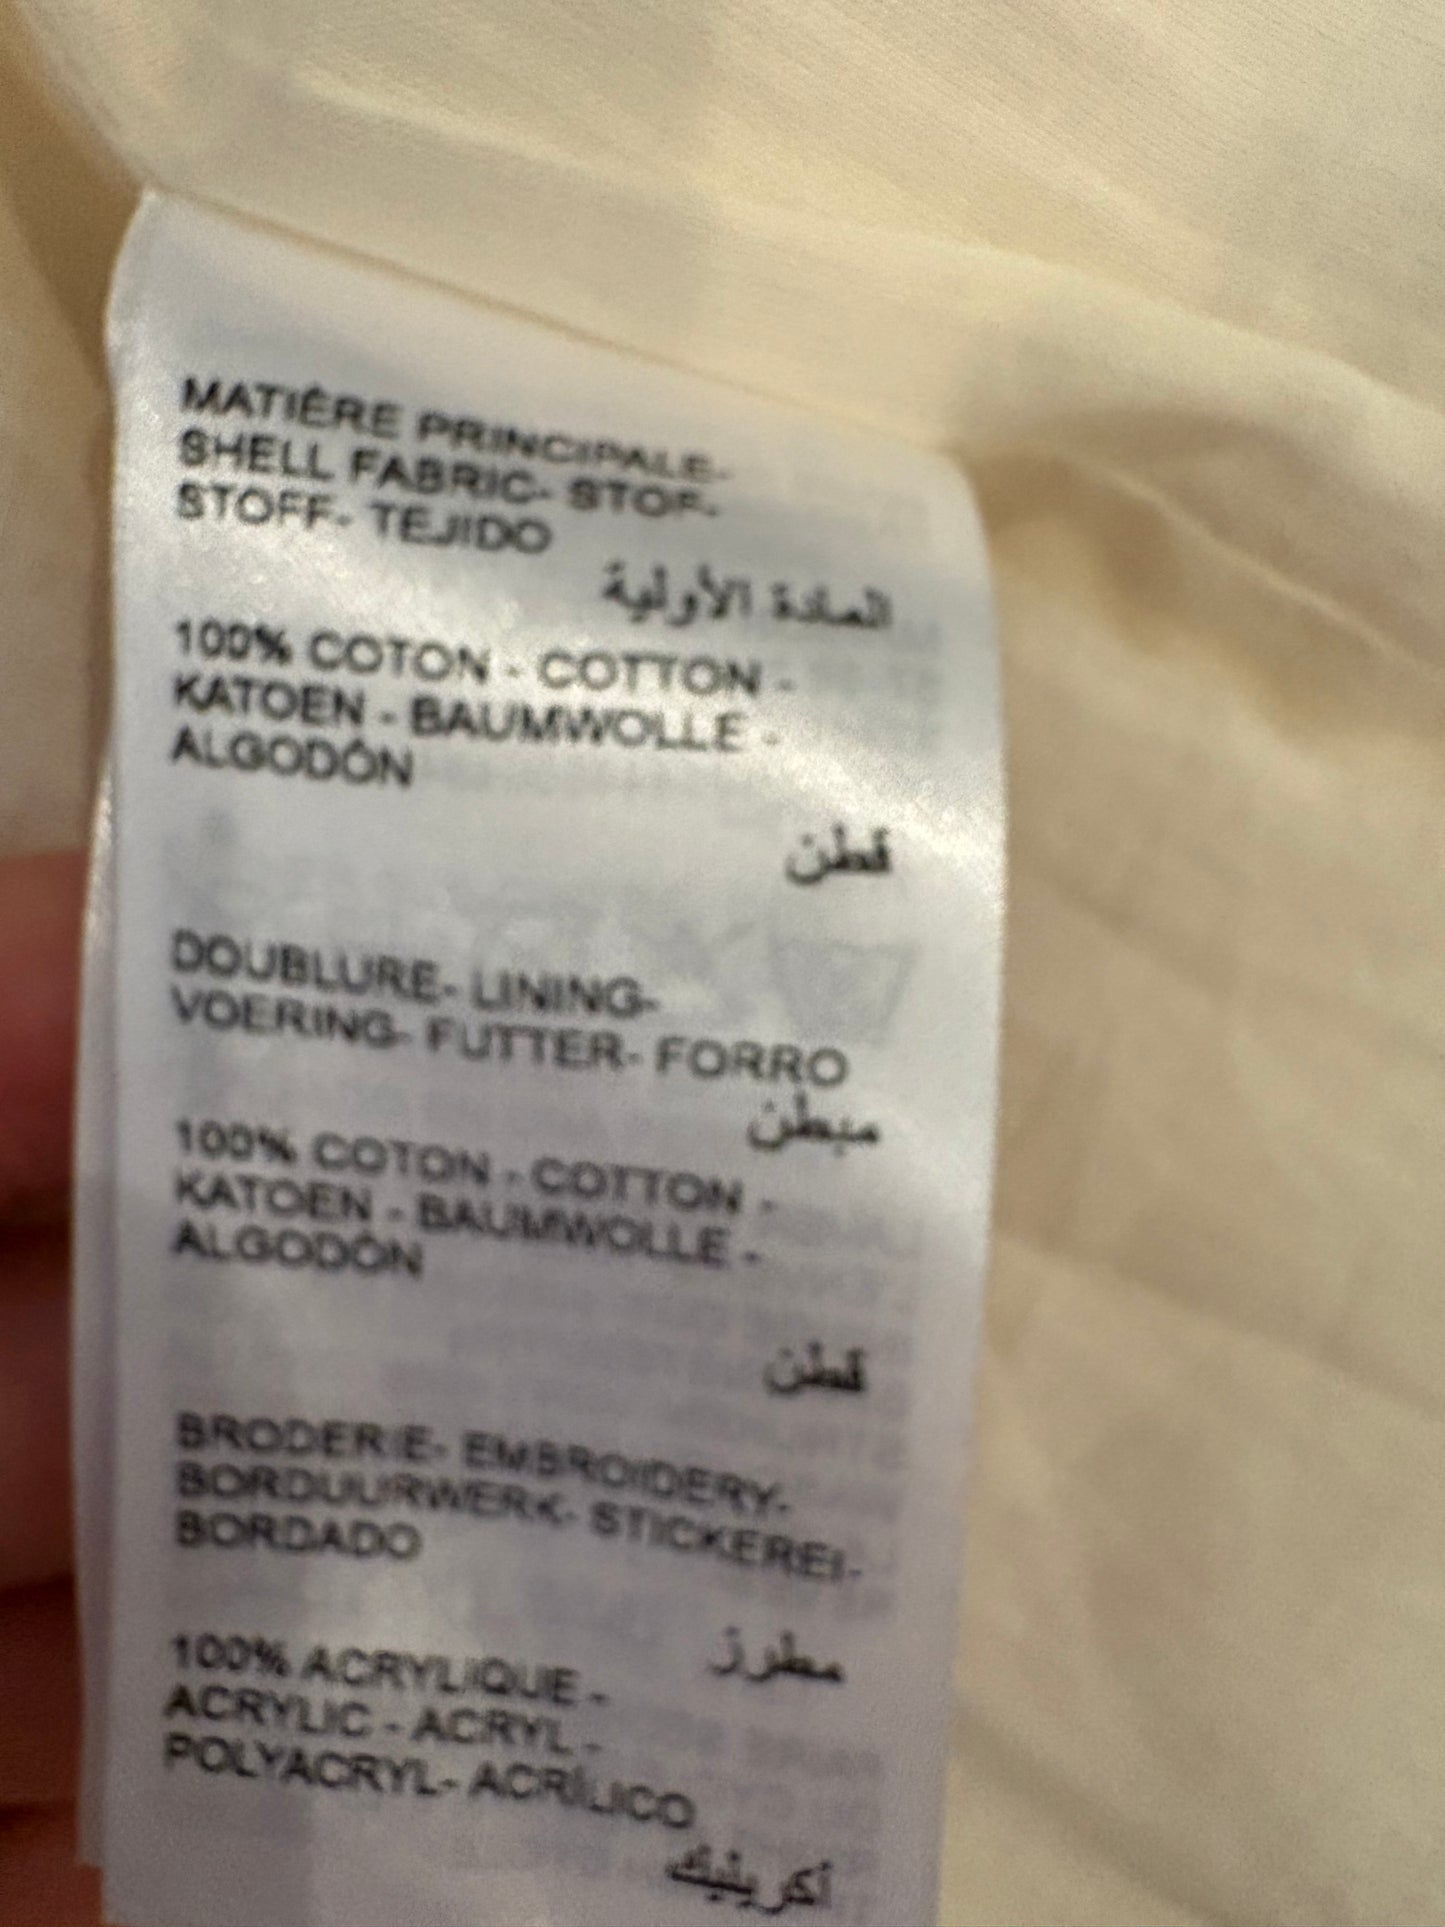 MATIÈRE PRINCIPALE-
SHELL FABRIC- STOF-
STOFF- TEJIDO
المادة الأولية
100% COTON - COTTON -
KATOEN - BAUMWOLLE -
ALGODÓN
قطن
DOUBLURE- LINING-
VOERING- FUTTER- FORRO
مبطن
100% COTON - COTTON -
KATOEN - BAUMWOLLE -
ALGODÓN
قطن
BRODERIE- EMBROIDERY-
BORDUURWERK- STICKEREI-
BORDADO
مطرز
100% ACRYLIQUE -
ACRYLIC - ACRYL -
POLYACRYL- ACRÍLICO
أكريليك